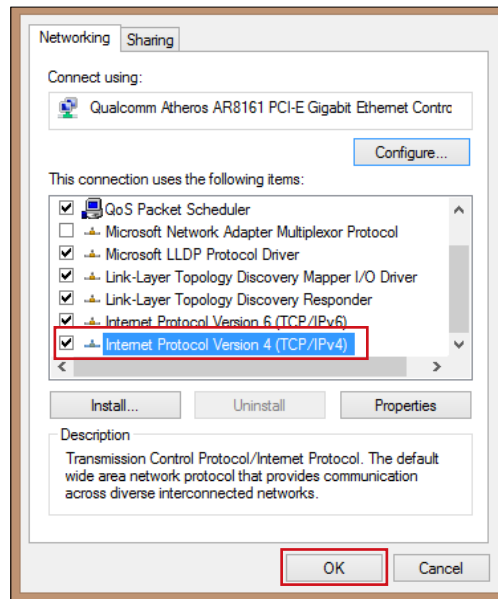 Networking Sharing
Connect using:
Qualcomm Atheros AR8161 PCI-E Gigabit Ethernet Contrc
Configure...
This connection uses the following items:
QoS Packet Scheduler
Microsoft Network Adapter Multiplexor Protocol
Microsoft LLDP Protocol Driver
Link-Layer Topology Discovery Mapper I/O Driver
Link-Layer Topology Discovery Responder
Internet Protocol Version 6 (TCP/IPv6)
Internet Protocol Version 4 (TCP/IPv4)
Install... Uninstall Properties
Description
Transmission Control Protocol/Internet Protocol. The default
wide area network protocol that provides communication
across diverse interconnected networks.
OK Cancel